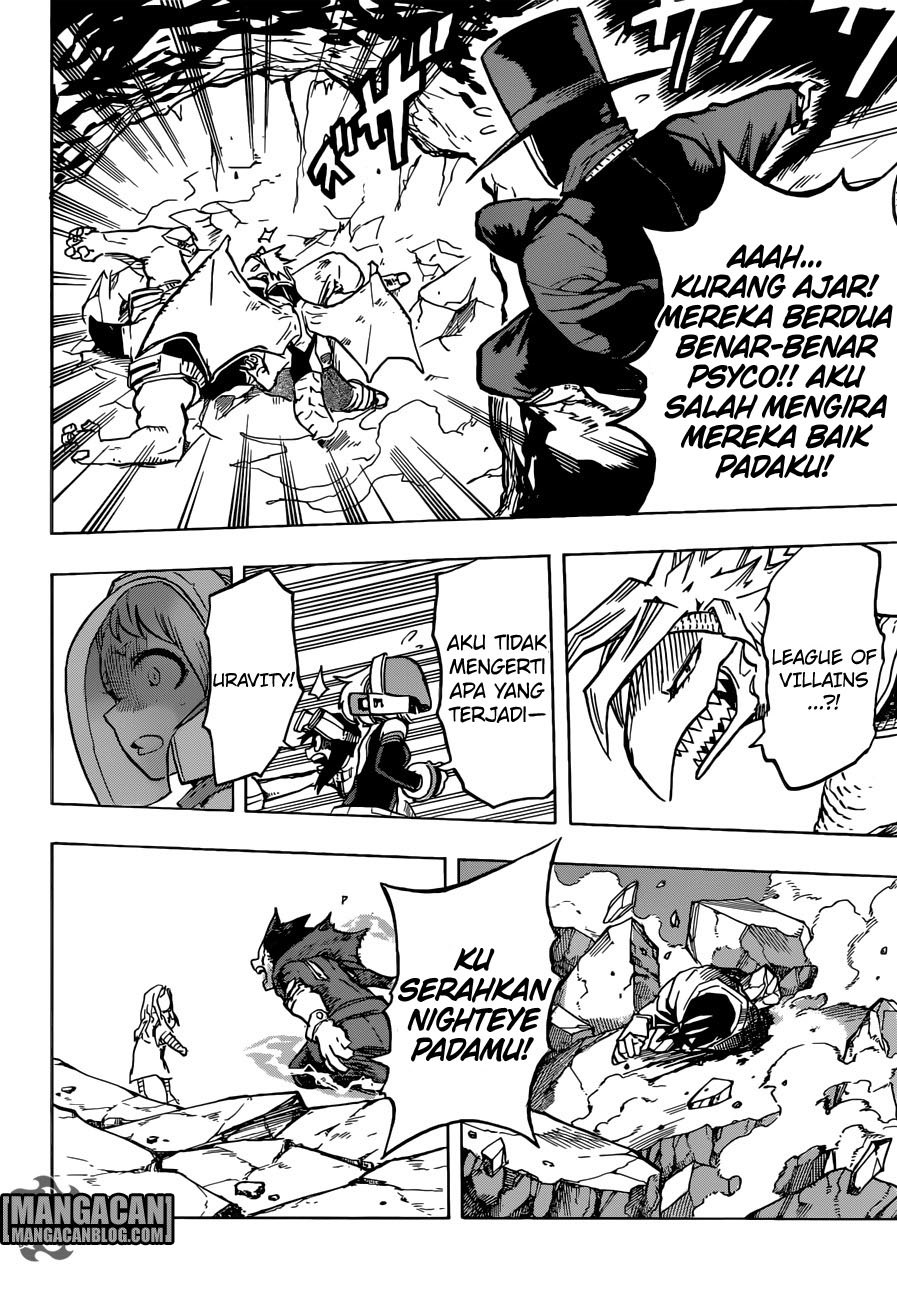 AAAH...
KURANG AJAR!
MEREKA BERDUA
BENAR-BENAR
PSYCO!! AKU
SALAH MENGIRA
MEREKA BAIK
PADAKU!
LEAGUE OF
VILLAINS
...?!
AKU TIDAK
MENGERTI
APA YANG
TERJADI—
URAVITY!
KU
SERAHKAN
NIGHTEYE
PADAMU!
MANGACAN
MANGACANBLOG.COM